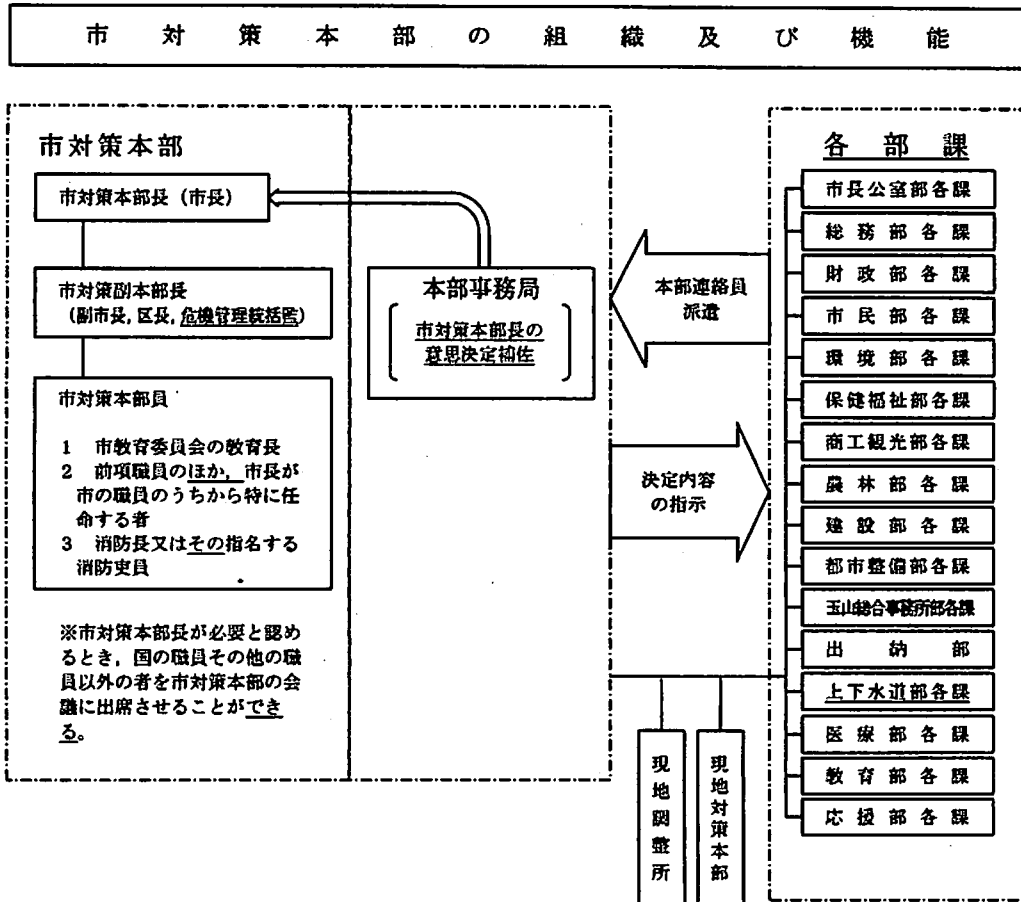 市対策本部の組織及び機能
市対策本部
市対策本部長（市長）
市対策副本部長
（副市長，区長，危機管理統括監）
市対策本部員
1　市教育委員会の教育長
2　前項職員のほか，市長が
市の職員のうちから特に任
命する者
3　消防長又はその指名する
消防吏員
※市対策本部長が必要と認め
るとき，国の職員その他の職
員以外の者を市対策本部の会
議に出席させることができ
る。
本部事務局
市対策本部長の
意思決定補佐
本部連絡員
派遣
決定内容
の指示
現地調整所
現地対策本部
各部課
市長公室部各課
総務部各課
財政部各課
市民部各課
環境部各課
保健福祉部各課
商工観光部各課
農林部各課
建設部各課
都市整備部各課
玉山総合事務所部各課
出納部
上下水道部各課
医療部各課
教育部各課
応援部各課